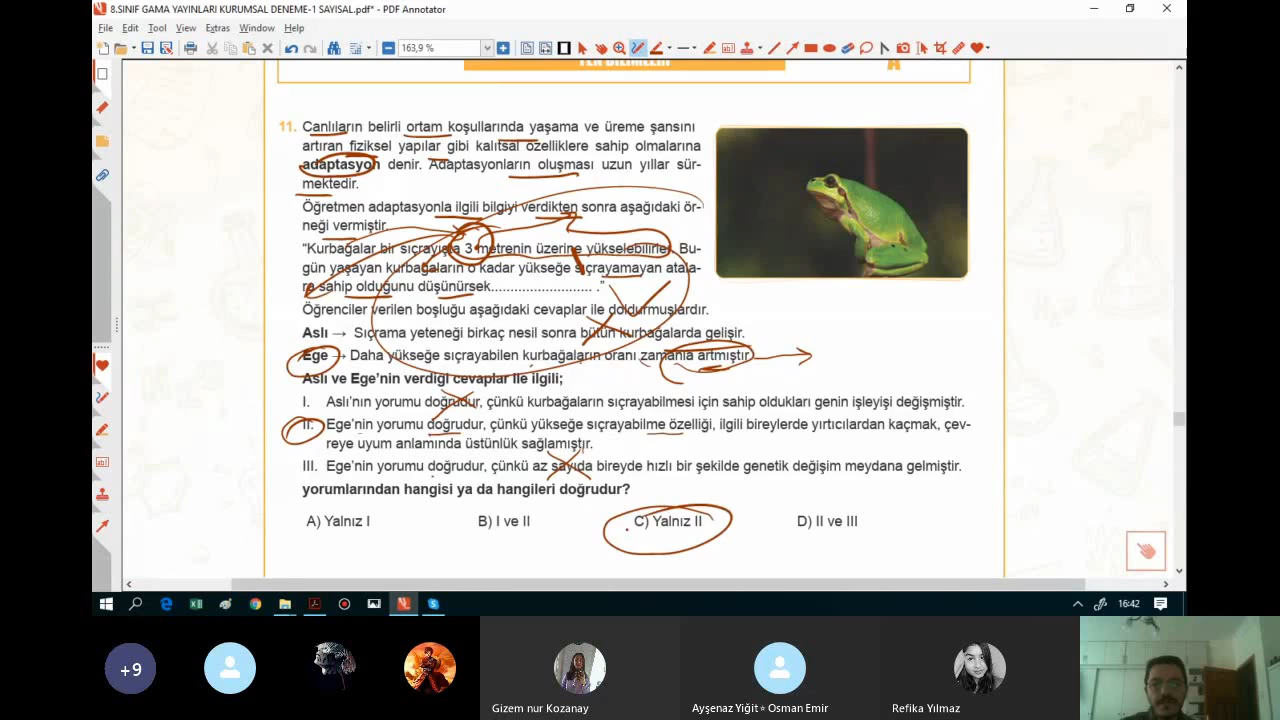 8.SINIF GAMA YAYINLARI KURUMSAL DENEME-1 SAYISAL.pdf* - PDF Annotator
File Edit Tool View Extras Window Help
163,9 %
FEN BİLİMLERİ
A
11. Canlıların belirli ortam koşullarında yaşama ve üreme şansını
artıran fiziksel yapılar gibi kalıtsal özelliklere sahip olmalarına
adaptasyon denir. Adaptasyonların oluşması uzun yıllar sür-
mektedir.
Öğretmen adaptasyonla ilgili bilgiyi verdikten sonra aşağıdaki ör-
neği vermiştir.
“Kurbağalar bir sıçrayışta 3 metrenin üzerine yükselebilirler. Bu-
gün yaşayan kurbağaların o kadar yükseğe sıçrayamayan atala-
ra sahip olduğunu düşünürsek......................... .”
Öğrenciler verilen boşluğu aşağıdaki cevaplar ile doldurmuşlardır.
Aslı → Sıçrama yeteneği birkaç nesil sonra bütün kurbağalarda gelişir.
Ege → Daha yükseğe sıçrayabilen kurbağaların oranı zamanla artmıştır.
Aslı ve Ege’nin verdiği cevaplar ile ilgili;
I. Aslı’nın yorumu doğrudur, çünkü kurbağaların sıçrayabilmesi için sahip oldukları genin işleyişi değişmiştir.
II. Ege’nin yorumu doğrudur, çünkü yükseğe sıçrayabilme özelliği, ilgili bireylerde yırtıcılardan kaçmak, çev-
reye uyum anlamında üstünlük sağlamıştır.
III. Ege’nin yorumu doğrudur, çünkü az sayıda bireyde hızlı bir şekilde genetik değişim meydana gelmiştir.
yorumlarından hangisi ya da hangileri doğrudur?
A) Yalnız I B) I ve II C) Yalnız II D) II ve III
16:42
+9
Gizem nur Kozanay Ayşenaz Yiğit⭐ Osman Emir Refika Yılmaz